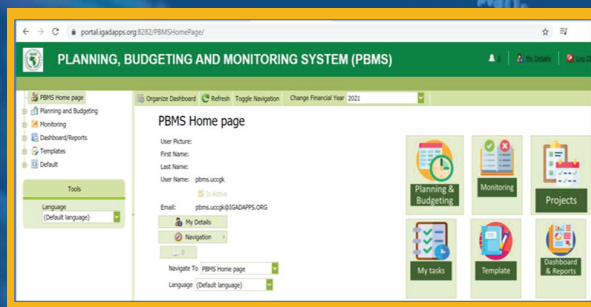 portal.igadapps.org:8282/PBMSHomePage/
PLANNING, BUDGETING AND MONITORING SYSTEM (PBMS)
My Details
Organize Dashboard Refresh Toggle Navigation Change Financial Year 2021
PBMS Home page
Planning and Budgeting
Monitoring
Dashboard/Reports
Templates
Default
Tools
Language
(Default language)
PBMS Home page
User Picture:
First Name:
Last Name:
User Name: pbms.uccgk
Is Active
Email: pbms.uccgk@IGADAPPS.ORG
My Details
Navigation
0
Navigate To PBMS Home page
Language (Default language)
Planning & Budgeting
Monitoring
Projects
My tasks
Template
Dashboard & Reports